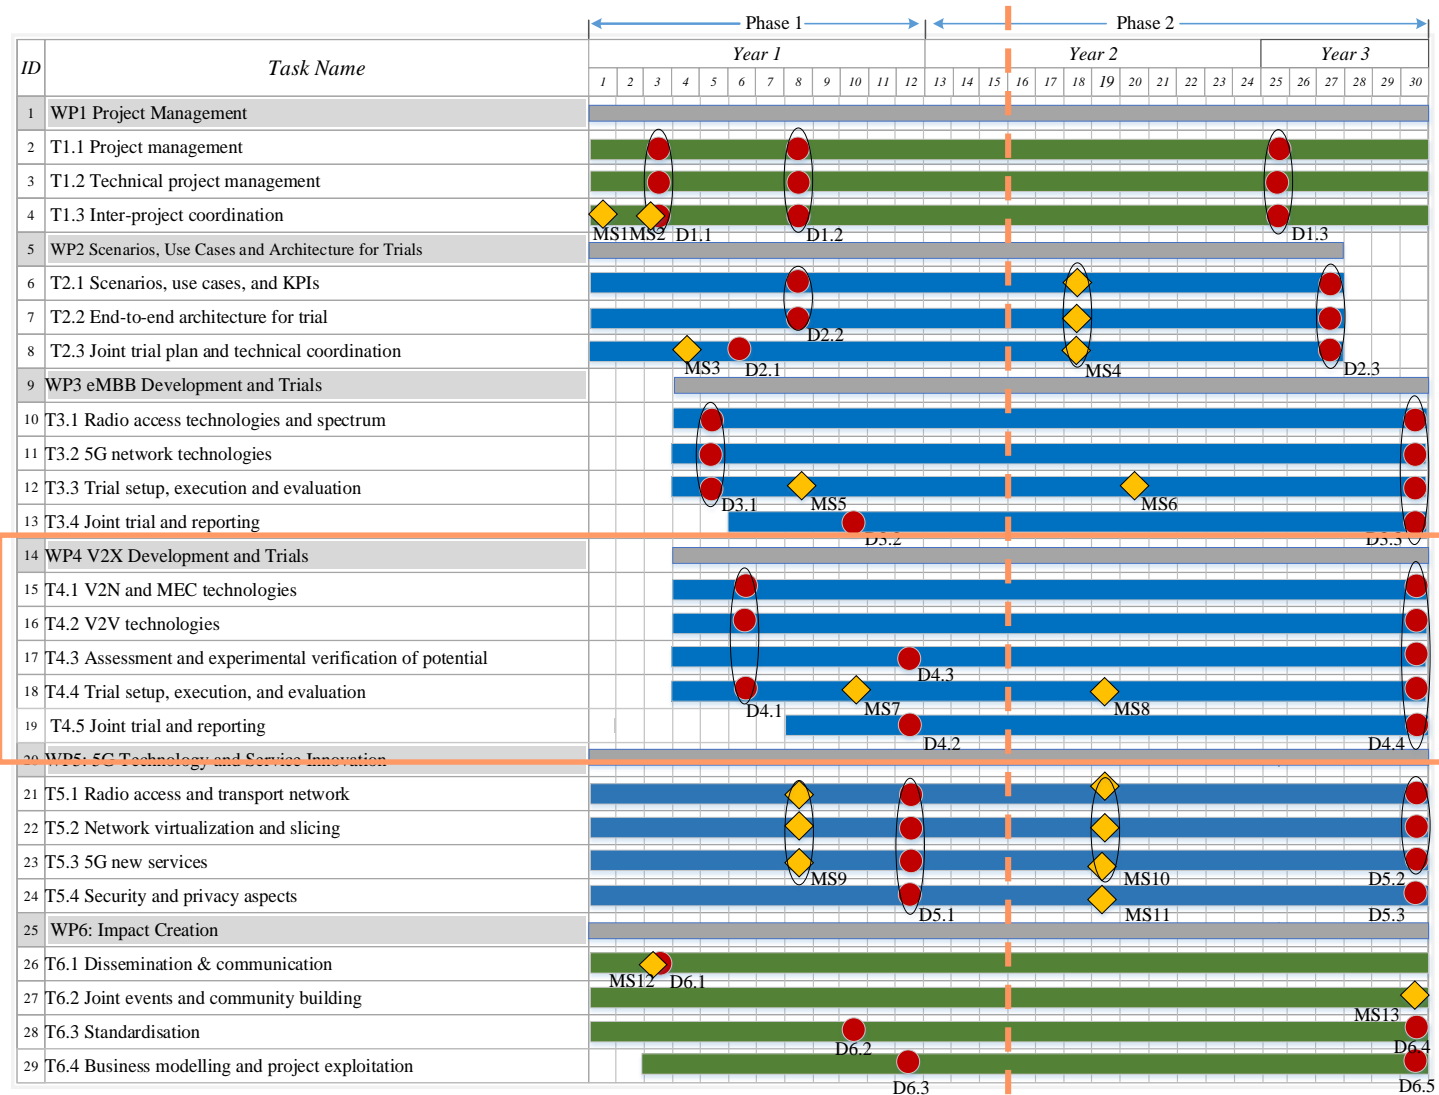 Phase 1 Phase 2
ID Task Name Year 1 Year 2 Year 3
1 2 3 4 5 6 7 8 9 10 11 12 13 14 15 16 17 18 19 20 21 22 23 24 25 26 27 28 29 30
1 WP1 Project Management
2 T1.1 Project management
3 T1.2 Technical project management
4 T1.3 Inter-project coordination
MS1 MS2 D1.1 D1.2 D1.3
5 WP2 Scenarios, Use Cases and Architecture for Trials
6 T2.1 Scenarios, use cases, and KPIs
7 T2.2 End-to-end architecture for trial
D2.2
8 T2.3 Joint trial plan and technical coordination
MS3 D2.1 MS4 D2.3
9 WP3 eMBB Development and Trials
10 T3.1 Radio access technologies and spectrum
11 T3.2 5G network technologies
12 T3.3 Trial setup, execution and evaluation
D3.1 MS5 MS6
13 T3.4 Joint trial and reporting
D3.2 D3.3
14 WP4 V2X Development and Trials
15 T4.1 V2N and MEC technologies
16 T4.2 V2V technologies
17 T4.3 Assessment and experimental verification of potential
D4.3
18 T4.4 Trial setup, execution, and evaluation
D4.1 MS7 MS8
19 T4.5 Joint trial and reporting
D4.2 D4.4
20 WP5: 5G Technology and Service Innovation
21 T5.1 Radio access and transport network
22 T5.2 Network virtualization and slicing
23 T5.3 5G new services
MS9 MS10 D5.2
24 T5.4 Security and privacy aspects
D5.1 MS11 D5.3
25 WP6: Impact Creation
26 T6.1 Dissemination & communication
MS12 D6.1
27 T6.2 Joint events and community building
MS13
28 T6.3 Standardisation
D6.2 D6.4
29 T6.4 Business modelling and project exploitation
D6.3 D6.5